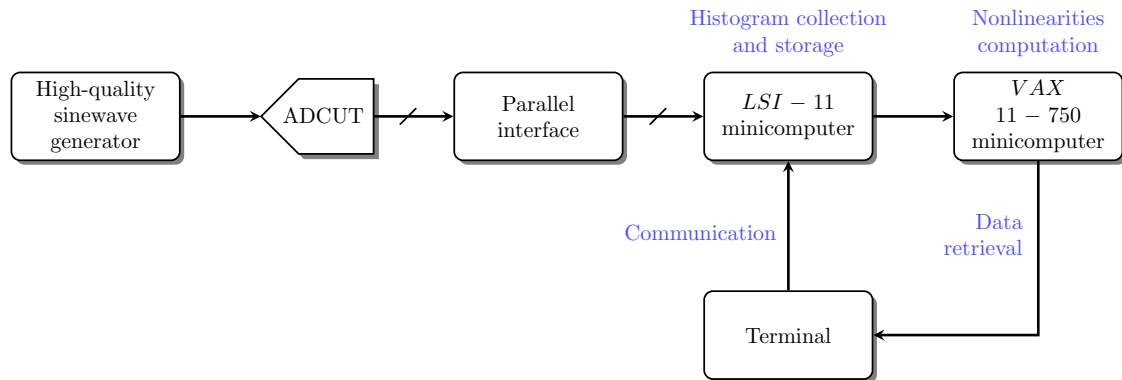 Histogram collection
and storage
Nonlinearities
computation
High-quality
sinewave
generator
ADCUT
Parallel
interface
LSI − 11
minicomputer
VAX
11 − 750
minicomputer
Communication
Data
retrieval
Terminal